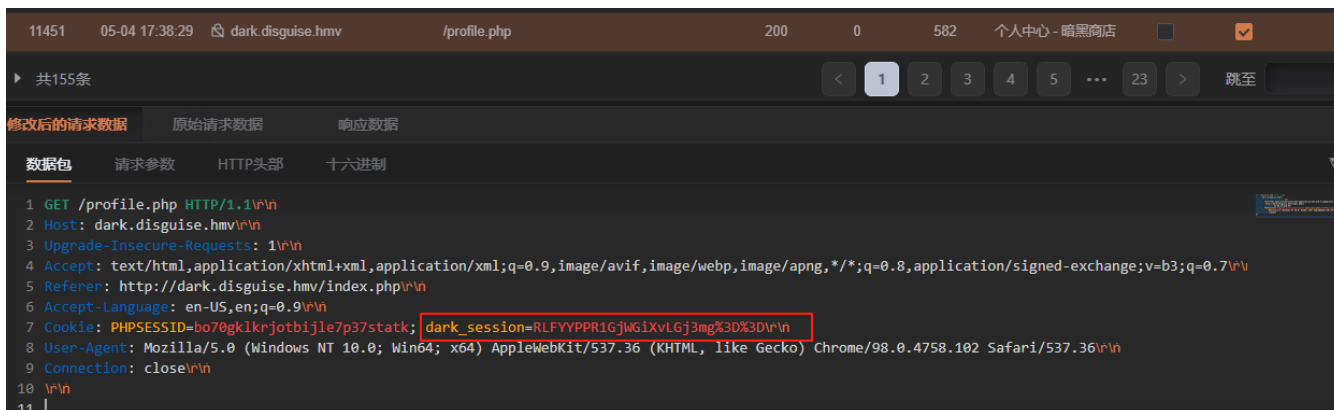 11451 05-04 17:38:29 dark.disguise.hmv /profile.php 200 0 582 个人中心 - 暗黑商店
共155条 < 1 2 3 4 5 ••• 23 > 跳至
修改后的请求数据 原始请求数据 响应数据
数据包 请求参数 HTTP头部 十六进制
1 GET /profile.php HTTP/1.1\r\n
2 Host: dark.disguise.hmv\r\n
3 Upgrade-Insecure-Requests: 1\r\n
4 Accept: text/html,application/xhtml+xml,application/xml;q=0.9,image/avif,image/webp,image/apng,*/*;q=0.8,application/signed-exchange;v=b3;q=0.7\r\
5 Referer: http://dark.disguise.hmv/index.php\r\n
6 Accept-Language: en-US,en;q=0.9\r\n
7 Cookie: PHPSESSID=bo70gklkrjotbijle7p37statk; dark_session=RLFYYPPR1GjWGiXvLGj3mg%3D%3D\r\n
8 User-Agent: Mozilla/5.0 (Windows NT 10.0; Win64; x64) AppleWebKit/537.36 (KHTML, like Gecko) Chrome/98.0.4758.102 Safari/537.36\r\n
9 Connection: close\r\n
10 \r\n
11